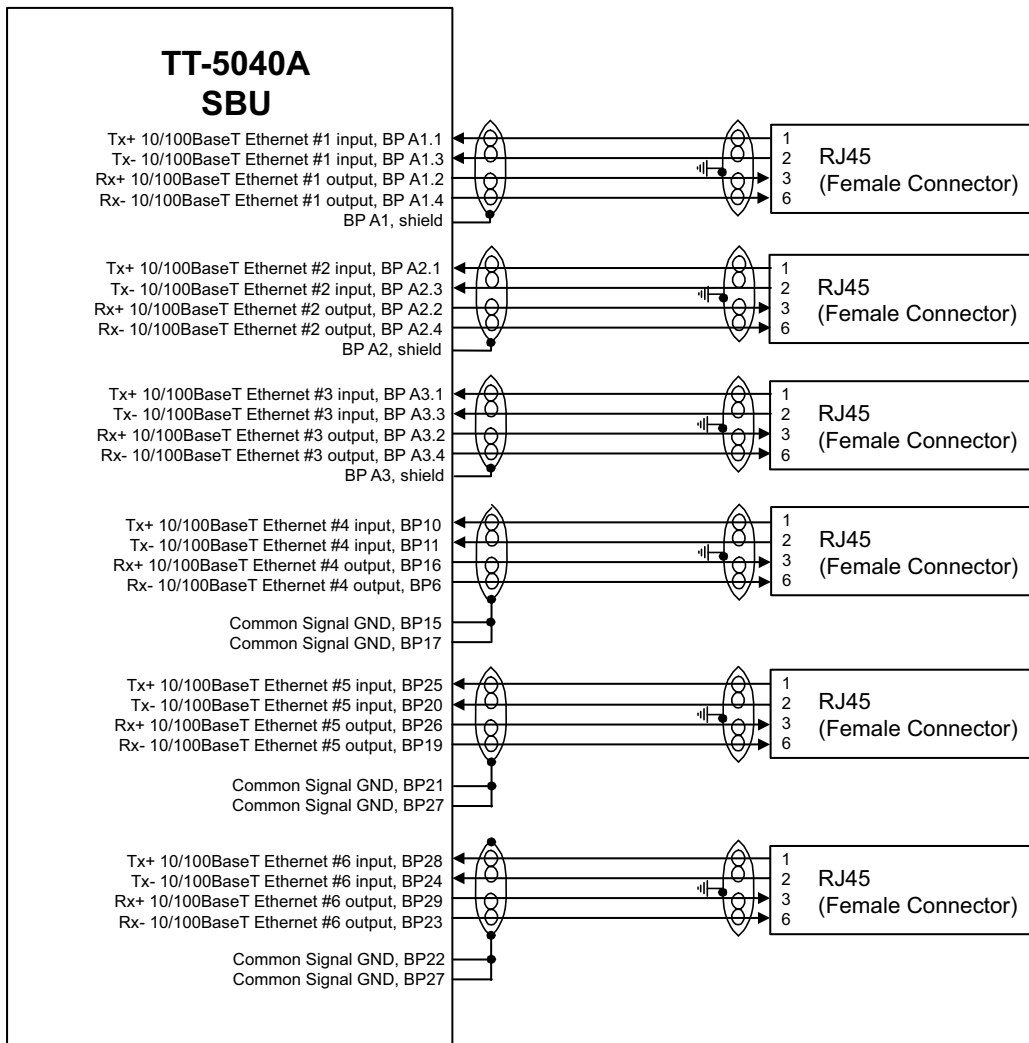 TT-5040A
SBU
Tx+ 10/100BaseT Ethernet #1 input, BP A1.1
Tx- 10/100BaseT Ethernet #1 input, BP A1.3
Rx+ 10/100BaseT Ethernet #1 output, BP A1.2
Rx- 10/100BaseT Ethernet #1 output, BP A1.4
BP A1, shield
1
2
3
6
RJ45
(Female Connector)
Tx+ 10/100BaseT Ethernet #2 input, BP A2.1
Tx- 10/100BaseT Ethernet #2 input, BP A2.3
Rx+ 10/100BaseT Ethernet #2 output, BP A2.2
Rx- 10/100BaseT Ethernet #2 output, BP A2.4
BP A2, shield
1
2
3
6
RJ45
(Female Connector)
Tx+ 10/100BaseT Ethernet #3 input, BP A3.1
Tx- 10/100BaseT Ethernet #3 input, BP A3.3
Rx+ 10/100BaseT Ethernet #3 output, BP A3.2
Rx- 10/100BaseT Ethernet #3 output, BP A3.4
BP A3, shield
1
2
3
6
RJ45
(Female Connector)
Tx+ 10/100BaseT Ethernet #4 input, BP10
Tx- 10/100BaseT Ethernet #4 input, BP11
Rx+ 10/100BaseT Ethernet #4 output, BP16
Rx- 10/100BaseT Ethernet #4 output, BP6
Common Signal GND, BP15
Common Signal GND, BP17
1
2
3
6
RJ45
(Female Connector)
Tx+ 10/100BaseT Ethernet #5 input, BP25
Tx- 10/100BaseT Ethernet #5 input, BP20
Rx+ 10/100BaseT Ethernet #5 output, BP26
Rx- 10/100BaseT Ethernet #5 output, BP19
Common Signal GND, BP21
Common Signal GND, BP27
1
2
3
6
RJ45
(Female Connector)
Tx+ 10/100BaseT Ethernet #6 input, BP28
Tx- 10/100BaseT Ethernet #6 input, BP24
Rx+ 10/100BaseT Ethernet #6 output, BP29
Rx- 10/100BaseT Ethernet #6 output, BP23
Common Signal GND, BP22
Common Signal GND, BP27
1
2
3
6
RJ45
(Female Connector)